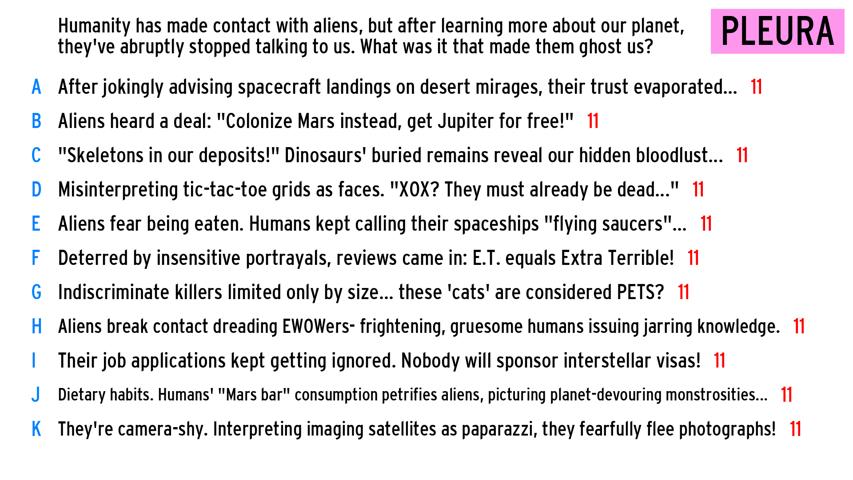 Humanity has made contact with aliens, but after learning more about our planet,
they've abruptly stopped talking to us. What was it that made them ghost us?
PLEURA
A After jokingly advising spacecraft landings on desert mirages, their trust evaporated... 11
B Aliens heard a deal: "Colonize Mars instead, get Jupiter for free!" 11
C "Skeletons in our deposits!" Dinosaurs' buried remains reveal our hidden bloodlust... 11
D Misinterpreting tic-tac-toe grids as faces. "XOX? They must already be dead..." 11
E Aliens fear being eaten. Humans kept calling their spaceships "flying saucers"... 11
F Deterred by insensitive portrayals, reviews came in: E.T. equals Extra Terrible! 11
G Indiscriminate killers limited only by size... these 'cats' are considered PETS? 11
H Aliens break contact dreading EWOWers- frightening, gruesome humans issuing jarring knowledge. 11
I Their job applications kept getting ignored. Nobody will sponsor interstellar visas! 11
J Dietary habits. Humans' "Mars bar" consumption petrifies aliens, picturing planet-devouring monstrosities... 11
K They're camera-shy. Interpreting imaging satellites as paparazzi, they fearfully flee photographs! 11